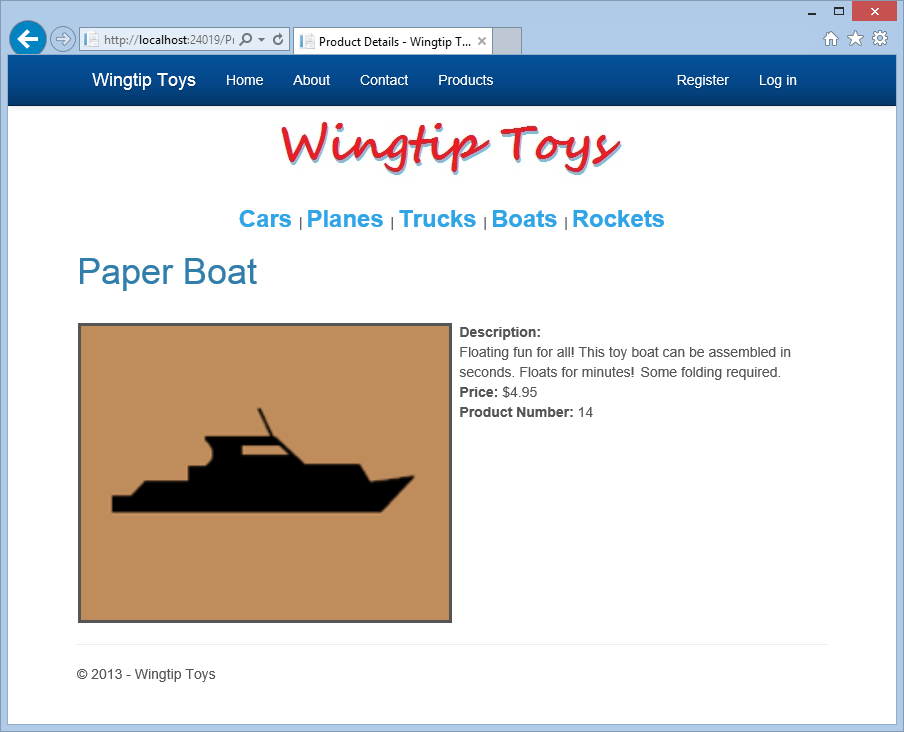 http://localhost:24019/Pr
Product Details - Wingtip T...
Wingtip Toys Home About Contact Products Register Log in
Wingtip Toys
Cars | Planes | Trucks | Boats | Rockets
Paper Boat
Description:
Floating fun for all! This toy boat can be assembled in
seconds. Floats for minutes! Some folding required.
Price: $4.95
Product Number: 14
© 2013 - Wingtip Toys